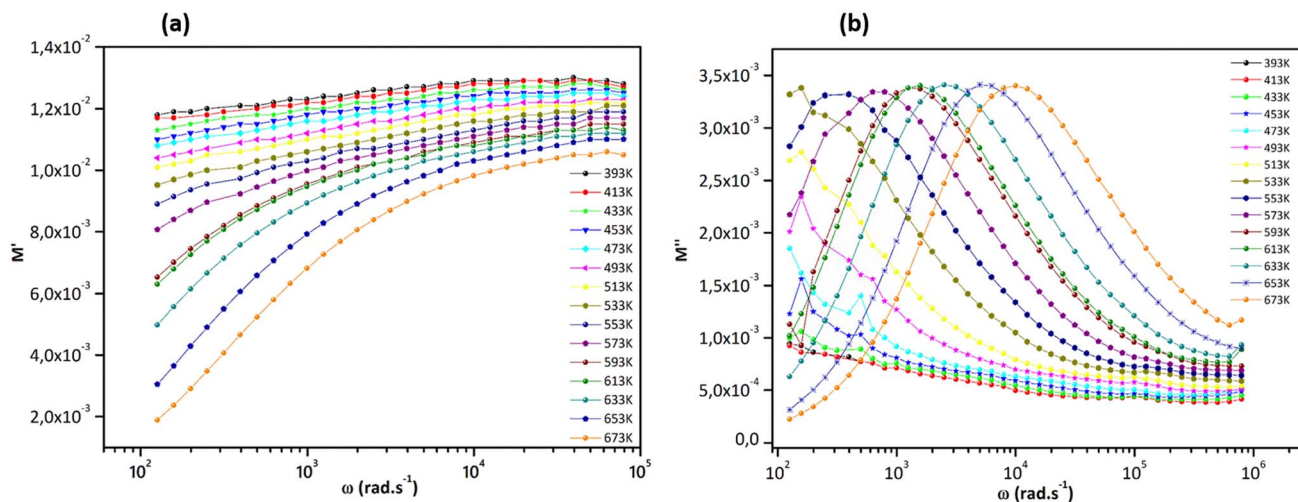 (a)
1,4x10⁻²
1,2x10⁻²
1,0x10⁻²
8,0x10⁻³
6,0x10⁻³
4,0x10⁻³
2,0x10⁻³
M'
393K
413K
433K
453K
473K
493K
513K
533K
553K
573K
593K
613K
633K
653K
673K
10² 10³ 10⁴ 10⁵
ω (rad.s⁻¹)
(b)
3,5x10⁻³
3,0x10⁻³
2,5x10⁻³
2,0x10⁻³
1,5x10⁻³
1,0x10⁻³
5,0x10⁻⁴
0,0
M''
393K
413K
433K
453K
473K
493K
513K
533K
553K
573K
593K
613K
633K
653K
673K
10² 10³ 10⁴ 10⁵ 10⁶
ω (rad.s⁻¹)